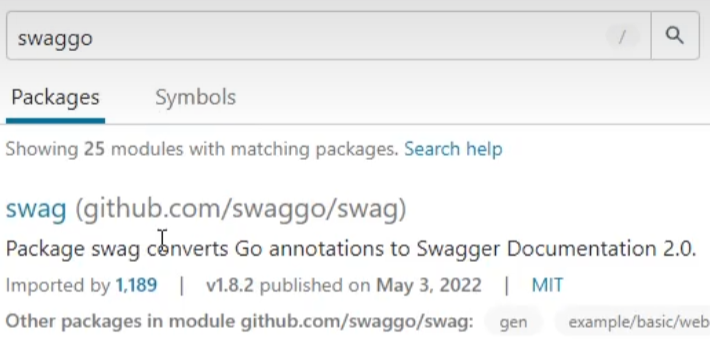 swaggo /
Packages Symbols
Showing 25 modules with matching packages. Search help
swag (github.com/swaggo/swag)
Package swag converts Go annotations to Swagger Documentation 2.0.
Imported by 1,189 | v1.8.2 published on May 3, 2022 | MIT
Other packages in module github.com/swaggo/swag: gen example/basic/web